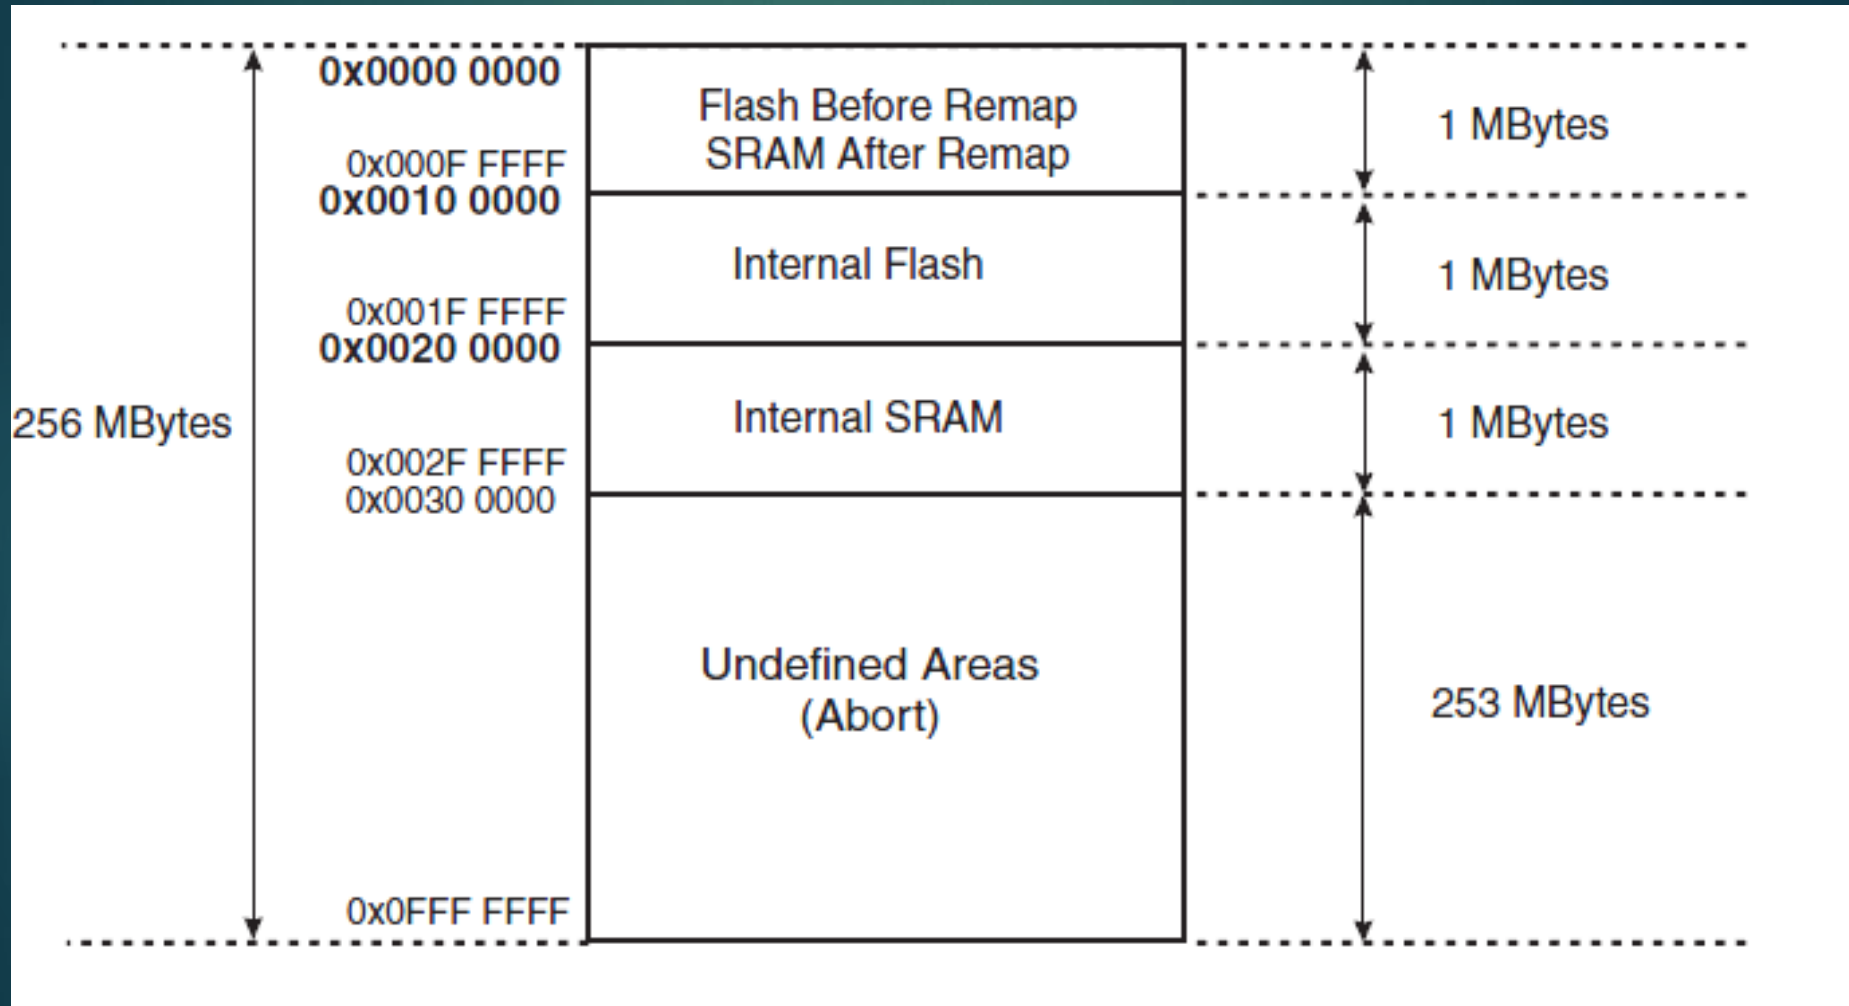 0x0000 0000
Flash Before Remap
1 MBytes
SRAM After Remap
0x000F FFFF
0x0010 0000
Internal Flash
1 MBytes
0x001F FFFF
0x0020 0000
256 MBytes
Internal SRAM
1 MBytes
0x002F FFFF
0x0030 0000
Undefined Areas
(Abort)
253 MBytes
0x0FFF FFFF